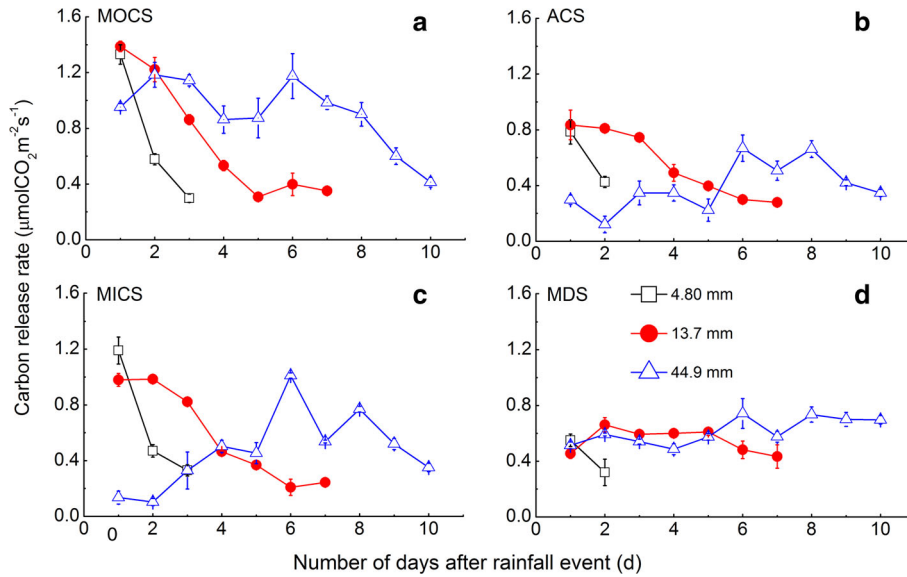 MOCS a
1.6
1.2
0.8
0.4
0.0
0 2 4 6 8 10
ACS b
1.6
1.2
0.8
0.4
0.0
0 2 4 6 8 10
MICS c
1.6
1.2
0.8
0.4
0.0
0 0 2 4 6 8 10
MDS d
4.80 mm
13.7 mm
44.9 mm
1.6
1.2
0.8
0.4
0.0
0 2 4 6 8 10
Carbon release rate (μmolCO₂m⁻²s⁻¹)
Number of days after rainfall event (d)